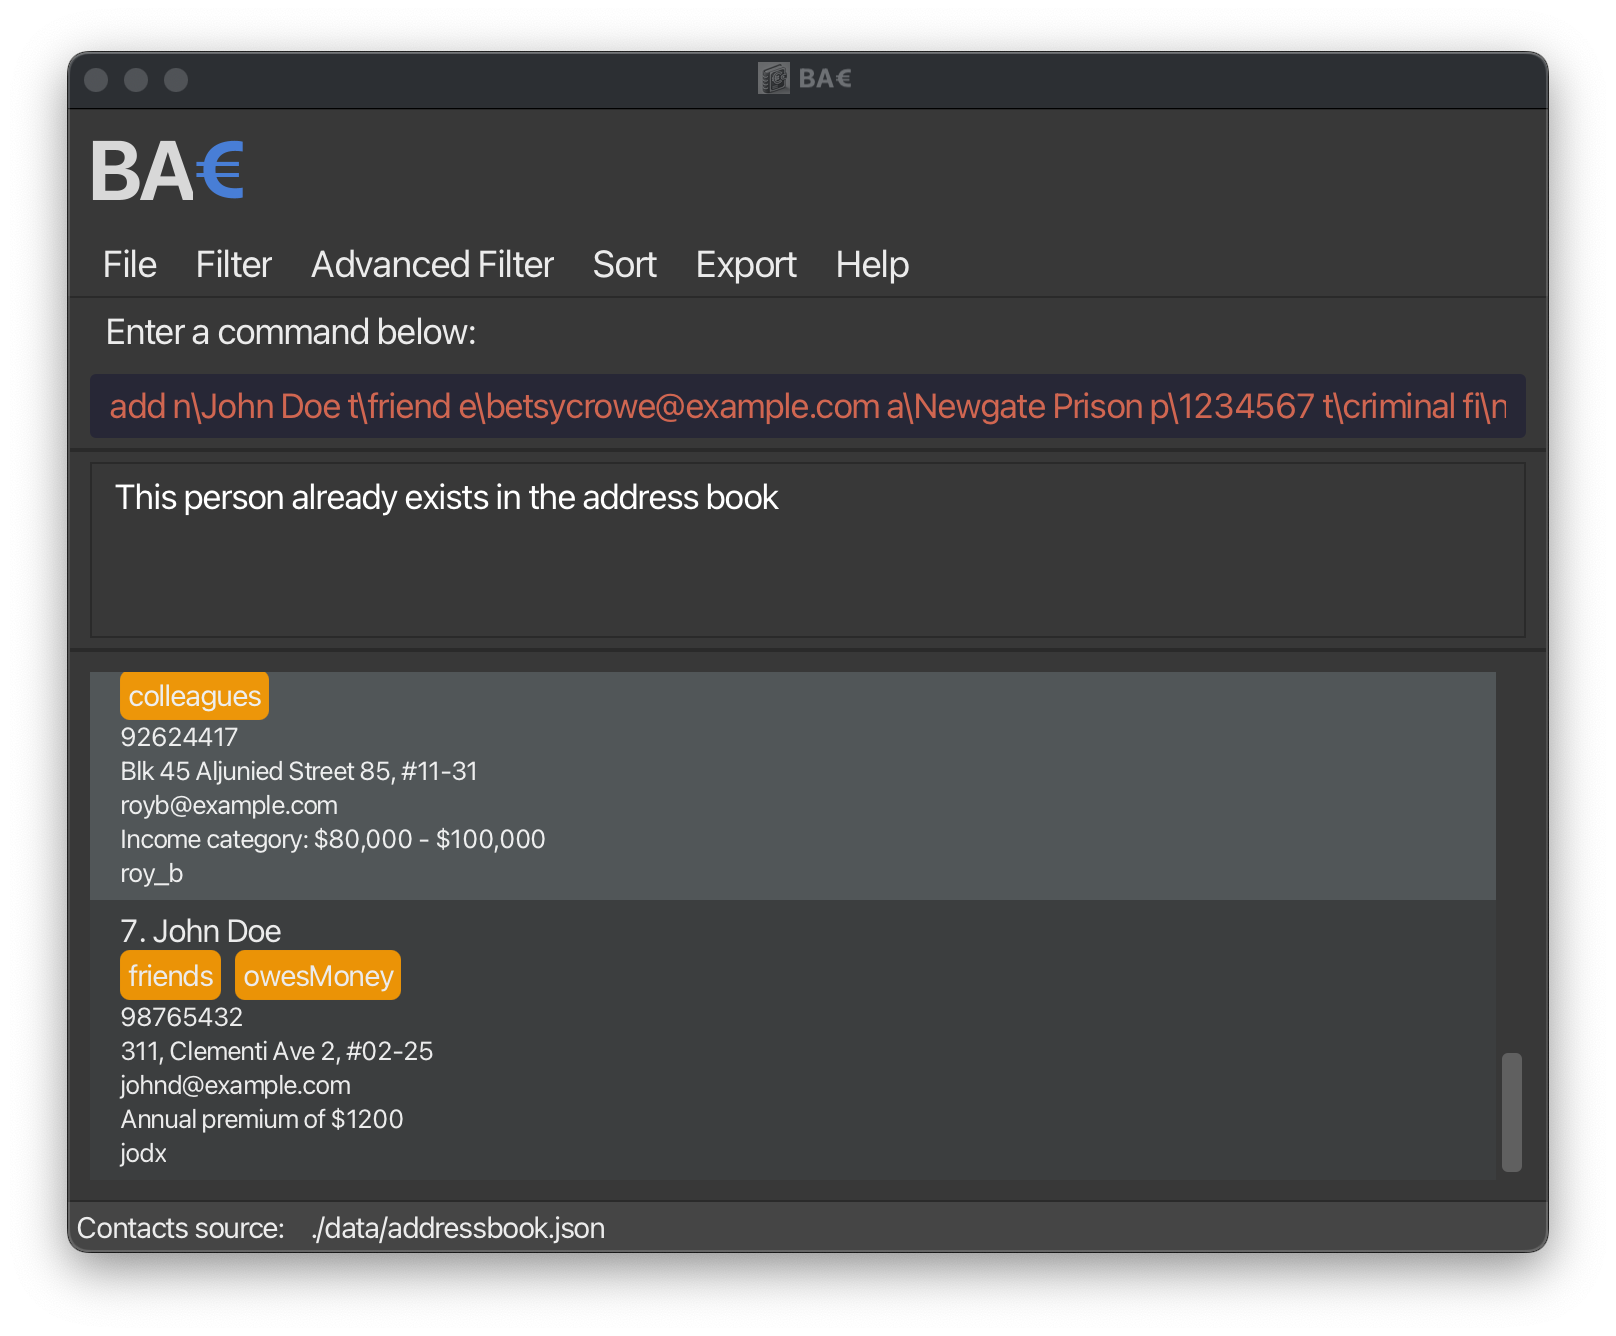 BA€
BA€
File Filter Advanced Filter Sort Export Help
Enter a command below:
add n\John Doe t\friend e\betsycrowe@example.com a\Newgate Prison p\1234567 t\criminal fi\n
This person already exists in the address book
colleagues
92624417
Blk 45 Aljunied Street 85, #11-31
royb@example.com
Income category: $80,000 - $100,000
roy_b
7. John Doe
friends owesMoney
98765432
311, Clementi Ave 2, #02-25
johnd@example.com
Annual premium of $1200
jodx
Contacts source: ./data/addressbook.json